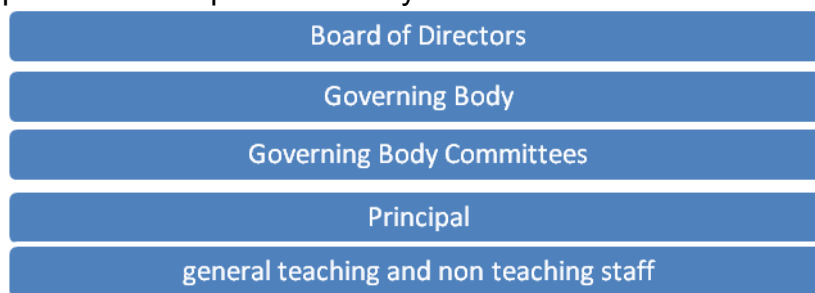 Board of Directors
Governing Body
Governing Body Committees
Principal
general teaching and non teaching staff